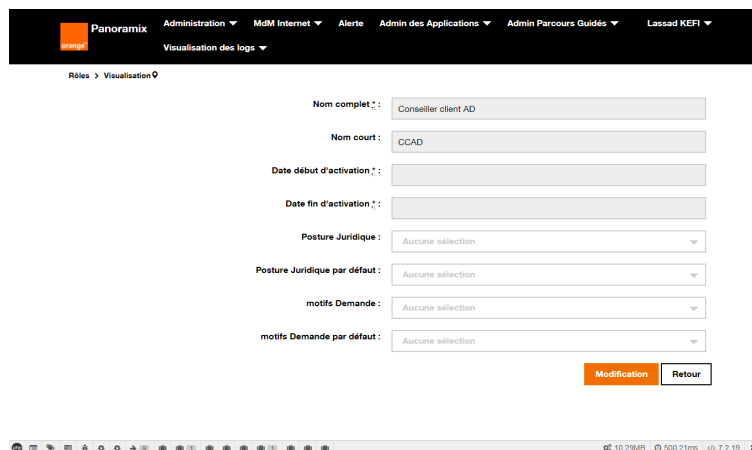 Panoramix
orange
Administration MdM Internet Alerte Admin des Applications Admin Parcours Guidés Lassad KEFI
Visualisation des logs
Rôles > Visualisation
Nom complet * : Conseiller client AD
Nom court : CCAD
Date début d'activation * :
Date fin d'activation * :
Posture Juridique : Aucune sélection
Posture Juridique par défaut : Aucune sélection
motifs Demande : Aucune sélection
motifs Demande par défaut : Aucune sélection
Modification Retour
10.29MB 500.21ms 7.2.19